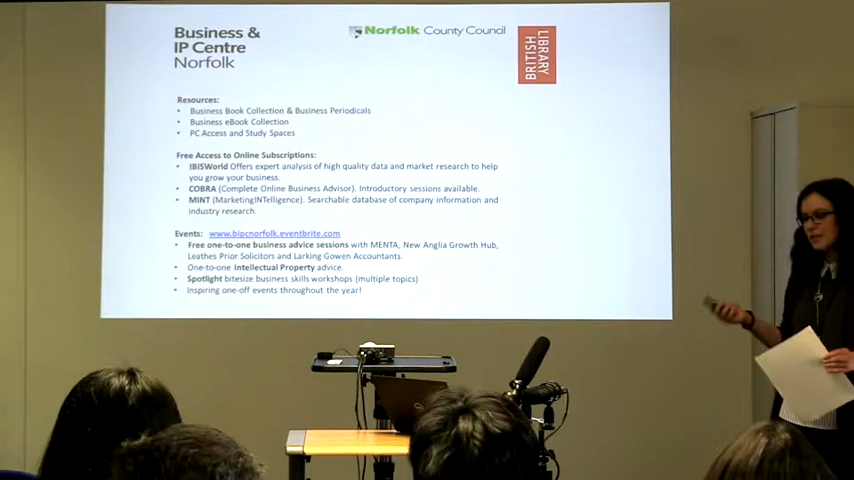 Business &
IP Centre
Norfolk
Norfolk County Council
BRITISH
LIBRARY
Resources:
• Business Book Collection & Business Periodicals
• Business eBook Collection
• PC Access and Study Spaces
Free Access to Online Subscriptions:
• IBISWorld Offers expert analysis of high quality data and market research to help
you grow your business.
• COBRA (Complete Online Business Advisor). Introductory sessions available.
• MINT (MarketingINTelligence). Searchable database of company information and
industry research.
Events: www.bipcnorfolk.eventbrite.com
• Free one-to-one business advice sessions with MENTA, New Anglia Growth Hub,
Leathes Prior Solicitors and Larking Gowen Accountants.
• One-to-one Intellectual Property advice.
• Spotlight bitesize business skills workshops (multiple topics)
• Inspiring one-off events throughout the year!